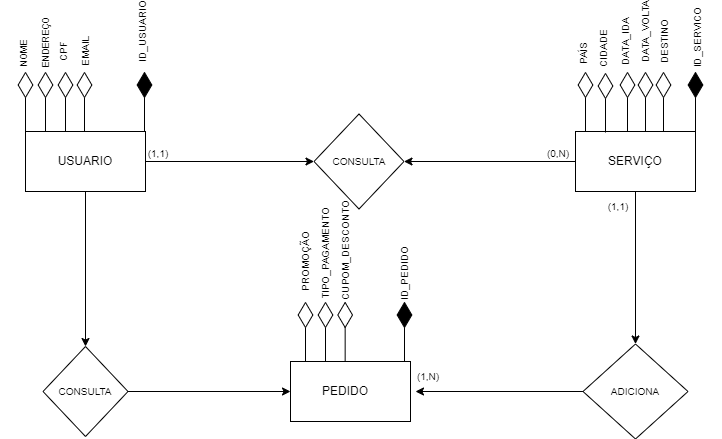 NOME
ENDEREÇO
CPF
EMAIL
ID_USUARIO
PAÍS
CIDADE
DATA_IDA
DATA_VOLTA
DESTINO
ID_SERVICO
USUARIO
(1,1)
CONSULTA
(0,N)
SERVIÇO
(1,1)
PROMOÇÃO
TIPO_PAGAMENTO
CUPOM_DESCONTO
ID_PEDIDO
CONSULTA
PEDIDO
(1,N)
ADICIONA